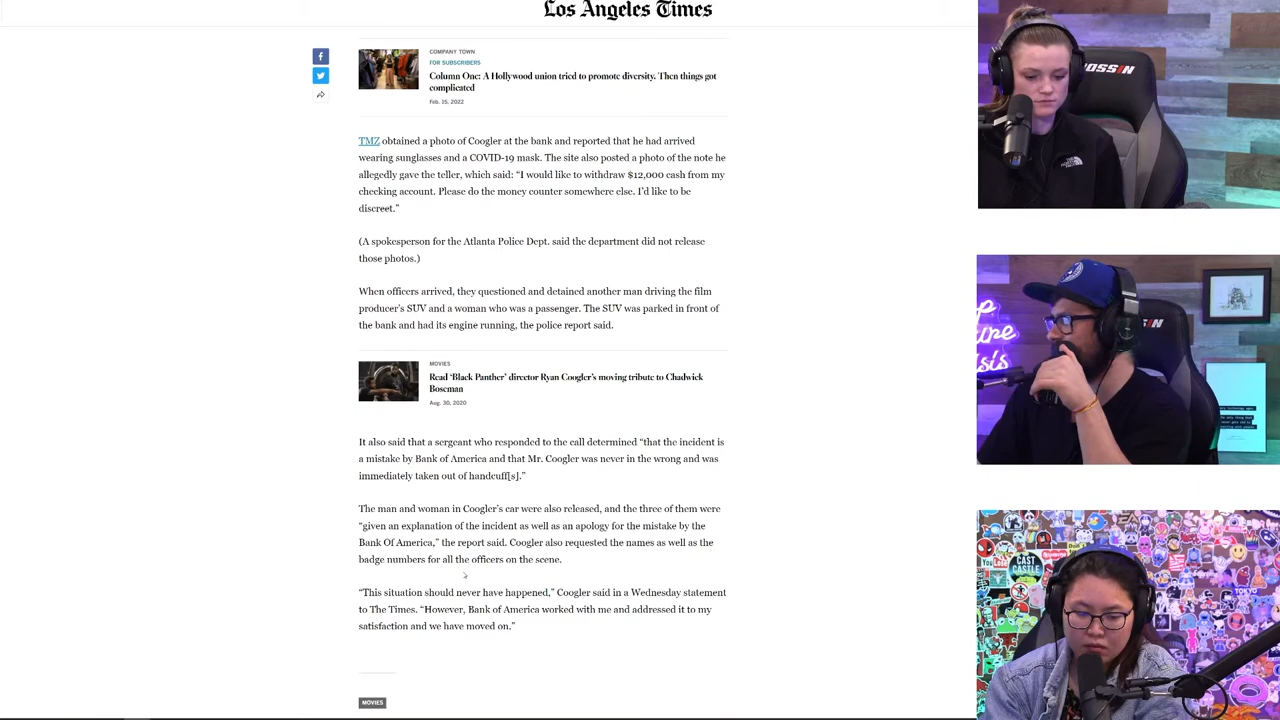 Los Angeles Times
COMPANY TOWN
FOR SUBSCRIBERS
Column One: A Hollywood union tried to promote diversity. Then things got
complicated
Feb. 15, 2022
TMZ obtained a photo of Coogler at the bank and reported that he had arrived
wearing sunglasses and a COVID-19 mask. The site also posted a photo of the note he
allegedly gave the teller, which said: “I would like to withdraw $12,000 cash from my
checking account. Please do the money counter somewhere else. I’d like to be
discreet.”
(A spokesperson for the Atlanta Police Dept. said the department did not release
those photos.)
When officers arrived, they questioned and detained another man driving the film
producer’s SUV and a woman who was a passenger. The SUV was parked in front of
the bank and had its engine running, the police report said.
MOVIES
Read ‘Black Panther’ director Ryan Coogler’s moving tribute to Chadwick
Boseman
Aug. 30, 2020
It also said that a sergeant who responded to the call determined “that the incident is
a mistake by Bank of America and that Mr. Coogler was never in the wrong and was
immediately taken out of handcuff[s].”
The man and woman in Coogler’s car were also released, and the three of them were
“given an explanation of the incident as well as an apology for the mistake by the
Bank Of America,” the report said. Coogler also requested the names as well as the
badge numbers for all the officers on the scene.
“This situation should never have happened,” Coogler said in a Wednesday statement
to The Times. “However, Bank of America worked with me and addressed it to my
satisfaction and we have moved on.”
MOVIES
OSSIN
CAST
CASTLE
TOKYO